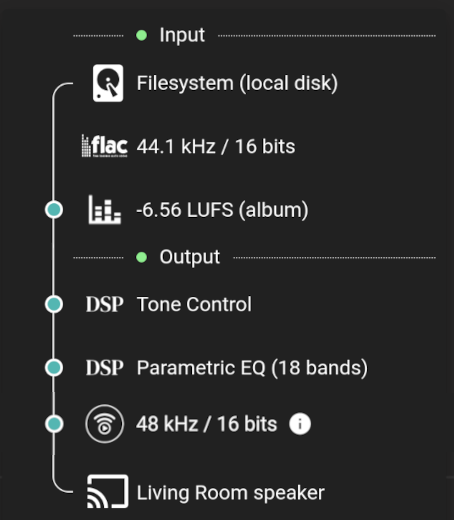 Input
Filesystem (local disk)
flac 44.1 kHz / 16 bits
-6.56 LUFS (album)
Output
DSP Tone Control
DSP Parametric EQ (18 bands)
48 kHz / 16 bits i
Living Room speaker